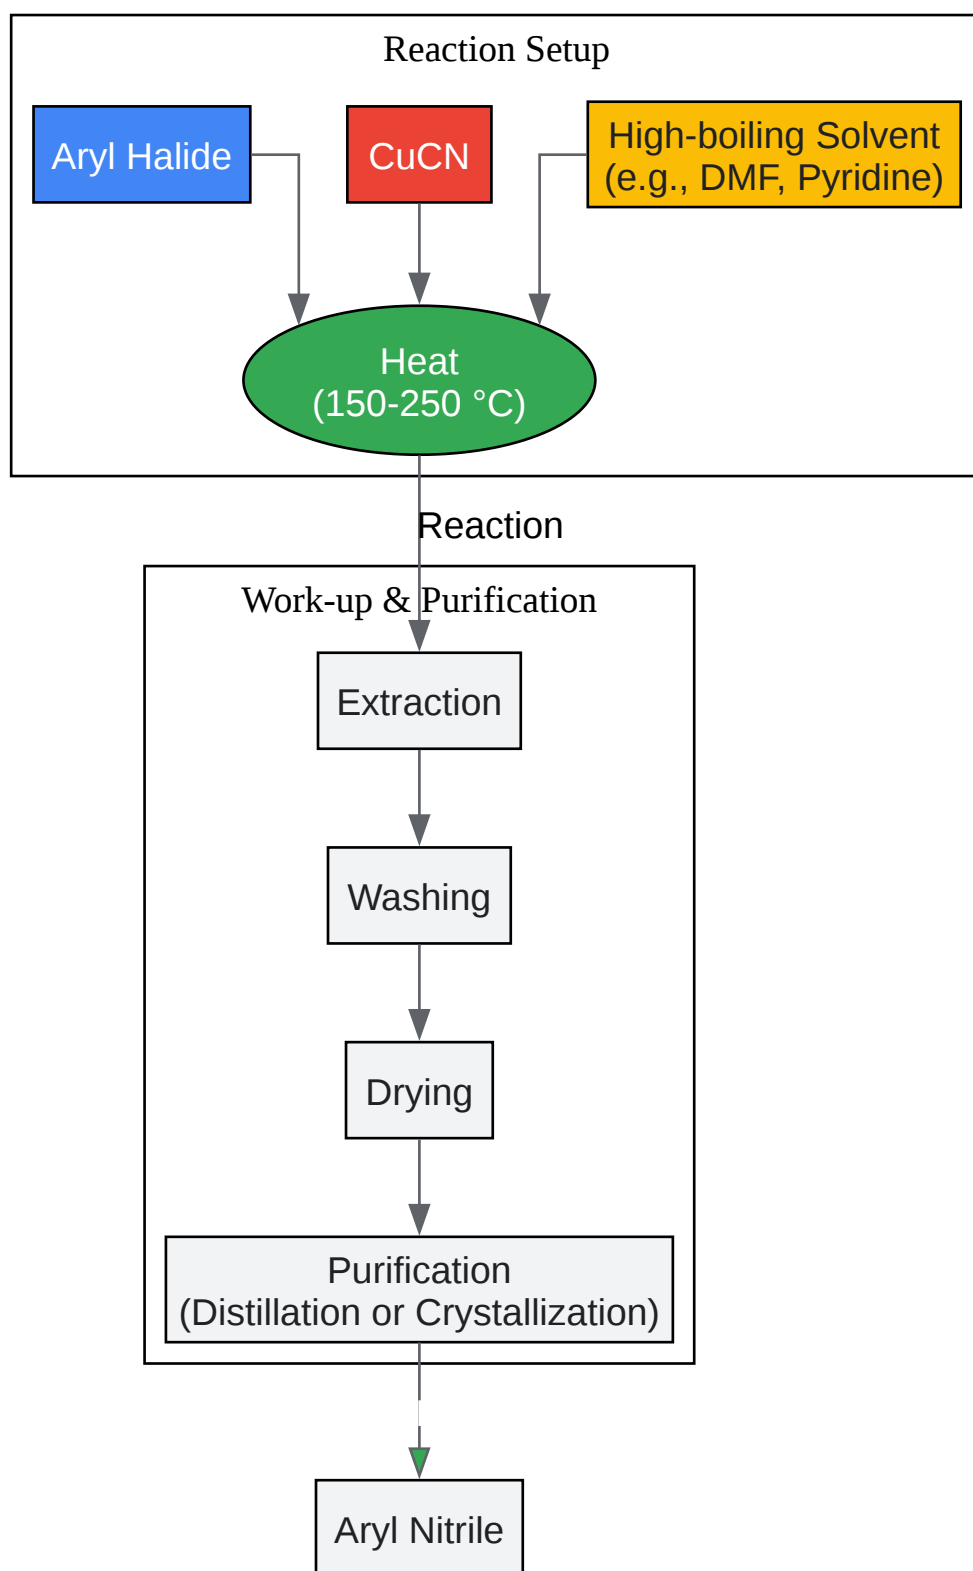 Reaction Setup
Aryl Halide
CuCN
High-boiling Solvent
(e.g., DMF, Pyridine)
Heat
(150-250 °C)
Reaction
Work-up & Purification
Extraction
Washing
Drying
Purification
(Distillation or Crystallization)
Aryl Nitrile